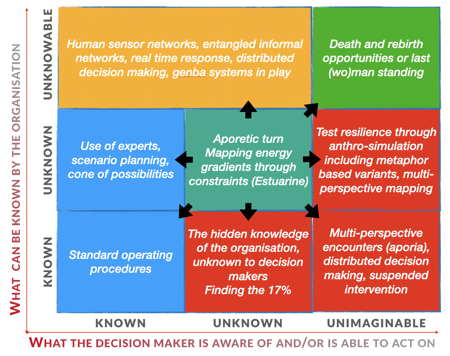 WHAT CAN BE KNOWN BY THE ORGANISATION
UNKNOWABLE
Human sensor networks, entangled informal
networks, real time response, distributed
decision making, genba systems in play
Death and rebirth
opportunities or last
(wo)man standing
UNKNOWN
Use of experts,
scenario planning,
cone of possibilities
Aporetic turn
Mapping energy
gradients through
constraints (Estuarine)
Test resilience through
anthro-simulation
including metaphor
based variants, multi-
perspective mapping
KNOWN
Standard operating
procedures
The hidden knowledge
of the organisation,
unknown to decision
makers
Finding the 17%
Multi-perspective
encounters (aporia),
distributed decision
making, suspended
intervention
KNOWN
UNKNOWN
UNIMAGINABLE
WHAT THE DECISION MAKER IS AWARE OF AND/OR IS ABLE TO ACT ON